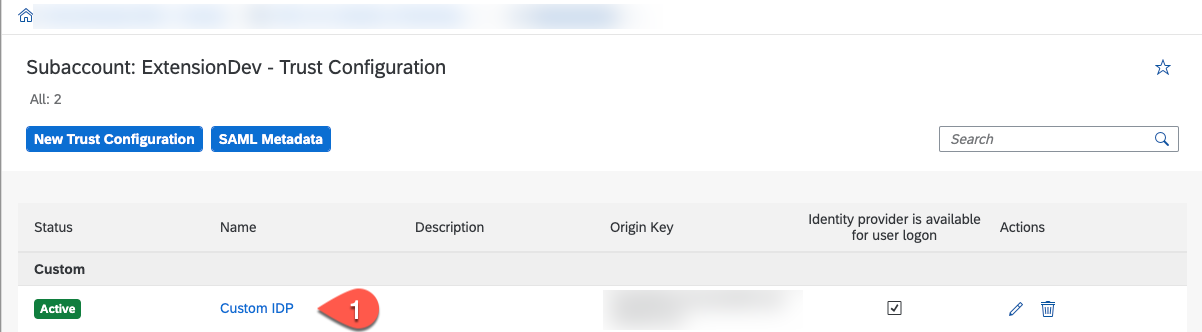 Subaccount: ExtensionDev - Trust Configuration
All: 2
New Trust Configuration SAML Metadata Search
Status Name Description Origin Key Identity provider is available for user logon Actions
Custom
Active Custom IDP 1